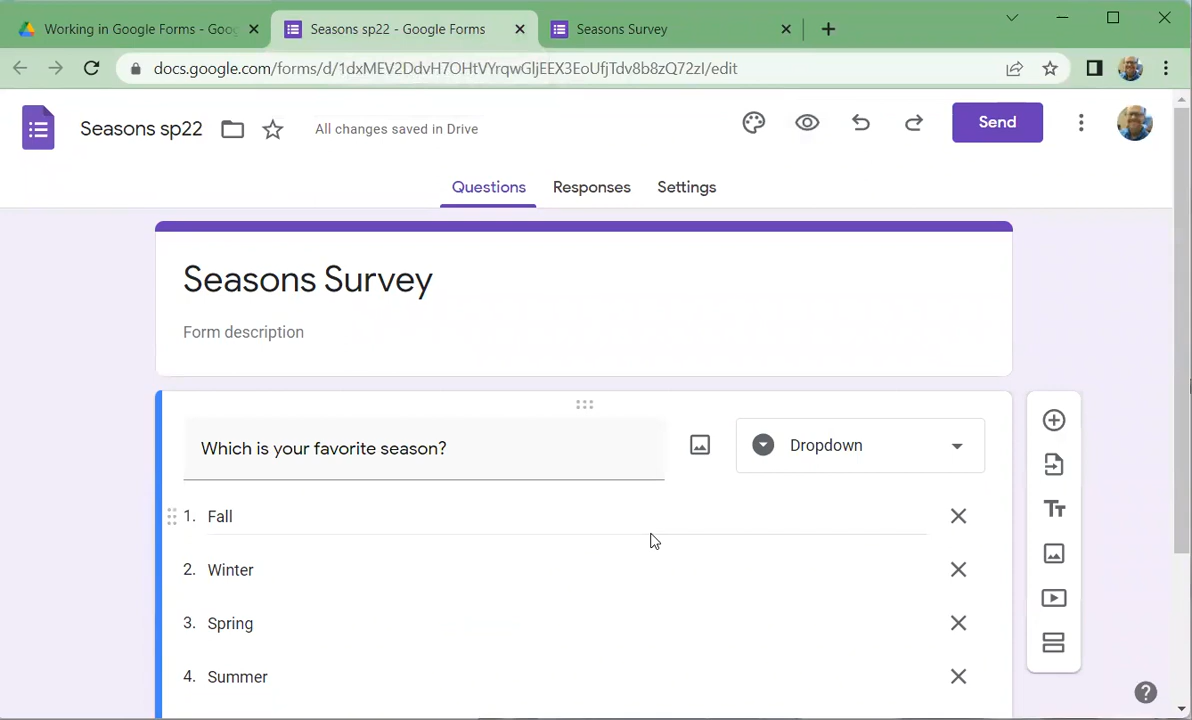 Working in Google Forms - Goog
Seasons sp22 - Google Forms
Seasons Survey
docs.google.com/forms/d/1dxMEV2DdvH7OHtVYrqwGljEEX3EoUfjTdv8b8zQ72zI/edit
Seasons sp22
All changes saved in Drive
Send
Questions
Responses
Settings
Seasons Survey
Form description
Which is your favorite season?
Dropdown
1. Fall
2. Winter
3. Spring
4. Summer